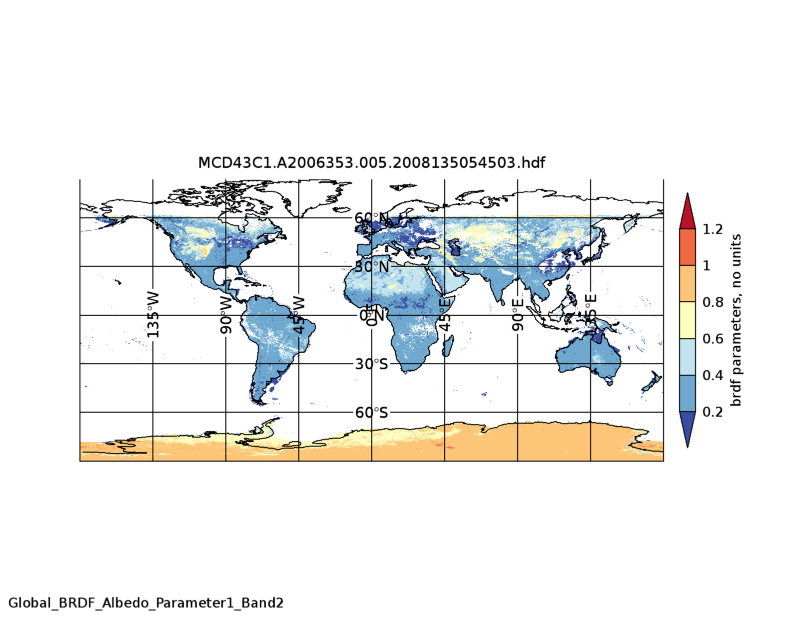 MCD43C1.A2006353.005.2008135054503.hdf
60°N
30°N
0°N
30°S
60°S
135°W
90°W
45°W
0°N
45°E
90°E
135°E
1.2
1
0.8
0.6
0.4
0.2
brdf parameters, no units
Global_BRDF_Albedo_Parameter1_Band2